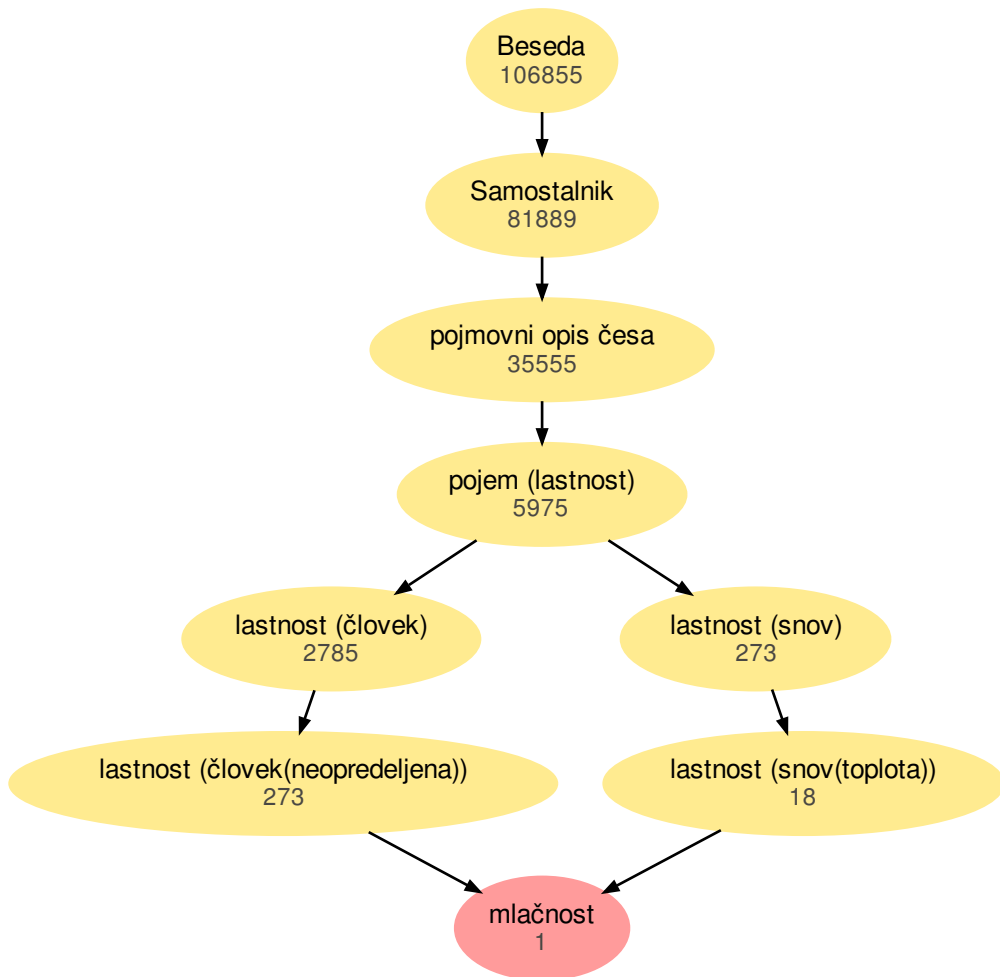 Beseda
106855
Samostalnik
81889
pojmovni opis česa
35555
pojem (lastnost)
5975
lastnost (človek)
2785
lastnost (snov)
273
lastnost (človek(neopredeljena))
273
lastnost (snov(toplota))
18
mlačnost
1